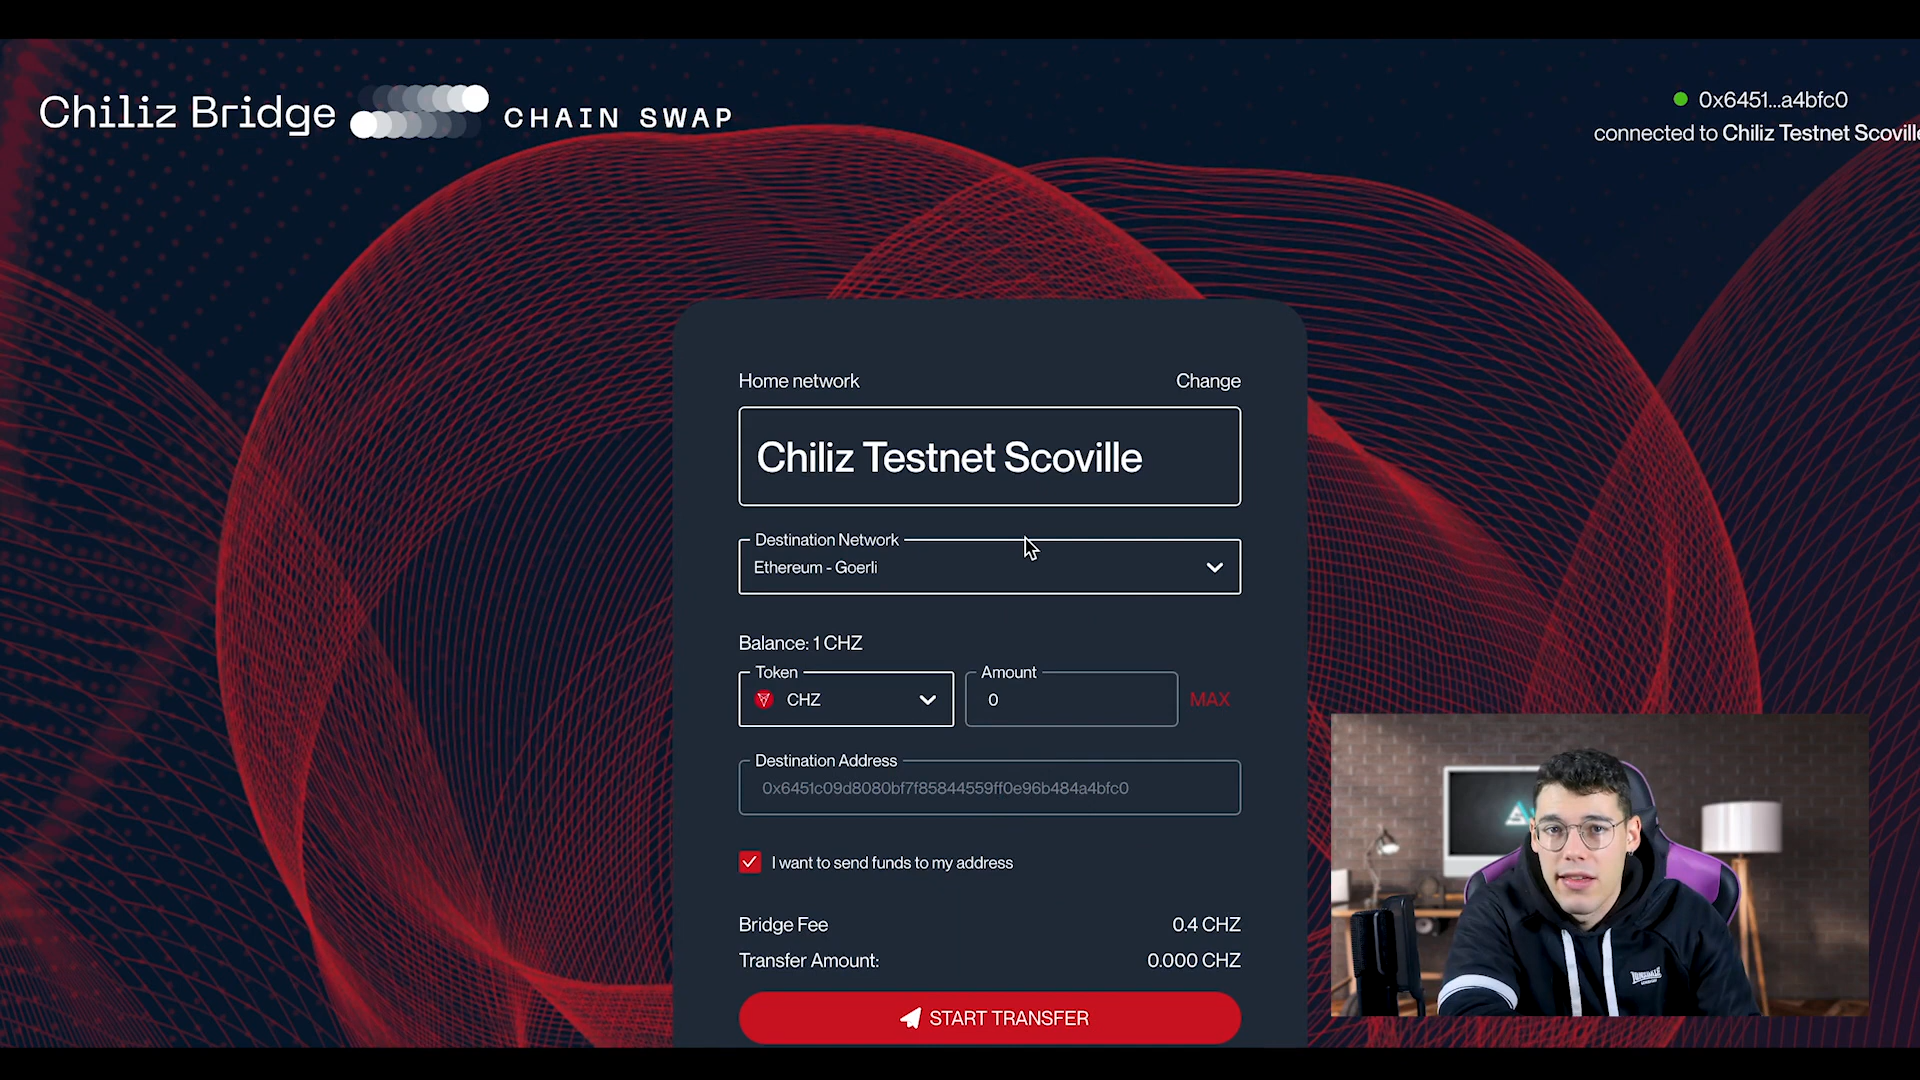 Chiliz Bridge
CHAIN SWAP
0x6451...a4bfc0
connected to Chiliz Testnet Scoville
Home network
Change
Chiliz Testnet Scoville
Destination Network
Ethereum - Goerli
Balance: 1 CHZ
Token
Amount
CHZ
0
MAX
Destination Address
0x6451c09d8080bf7f85844559ff0e96b484a4bfc0
I want to send funds to my address
Bridge Fee
0.4 CHZ
Transfer Amount:
0.000 CHZ
START TRANSFER
LONSDALE